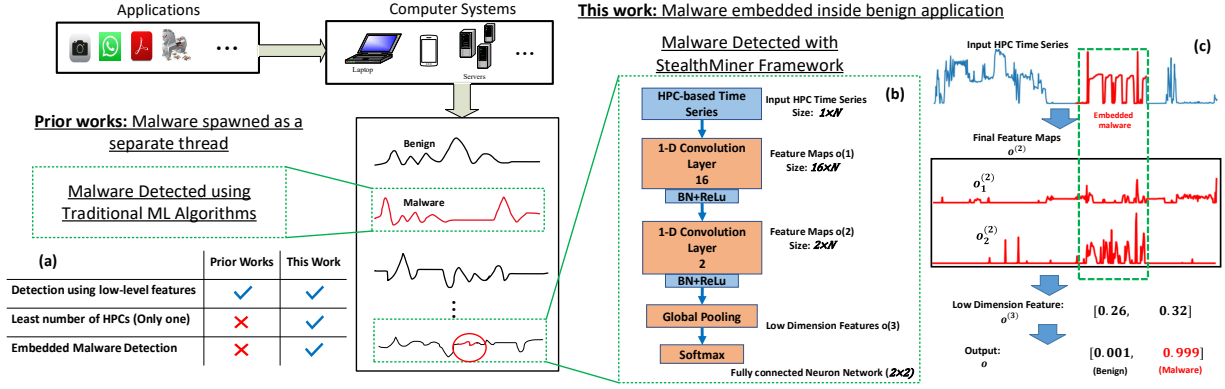 Applications
Computer Systems
This work: Malware embedded inside benign application
...
Laptop
Servers
...
Prior works: Malware spawned as a
separate thread
Malware Detected using
Traditional ML Algorithms
Benign
Malware
(a)
Prior Works This Work
Detection using low-level features
Least number of HPCs (Only one)
Embedded Malware Detection
Malware Detected with
StealthMiner Framework
(b)
HPC-based Time
Series
Input HPC Time Series
Size: 1×N
1-D Convolution
Layer
16
Feature Maps o(1)
Size: 16×N
BN+ReLu
1-D Convolution
Layer
2
Feature Maps o(2)
Size: 2×N
BN+ReLu
Global Pooling
Low Dimension Features o(3)
Softmax
Fully connected Neuron Network (2×2)
(c)
Input HPC Time Series
Embedded
malware
Final Feature Maps
o⁽²⁾
o₁⁽²⁾
o₂⁽²⁾
Low Dimension Feature:
o⁽³⁾
[0.26, 0.32]
Output:
o
[0.001, 0.999]
(Benign) (Malware)